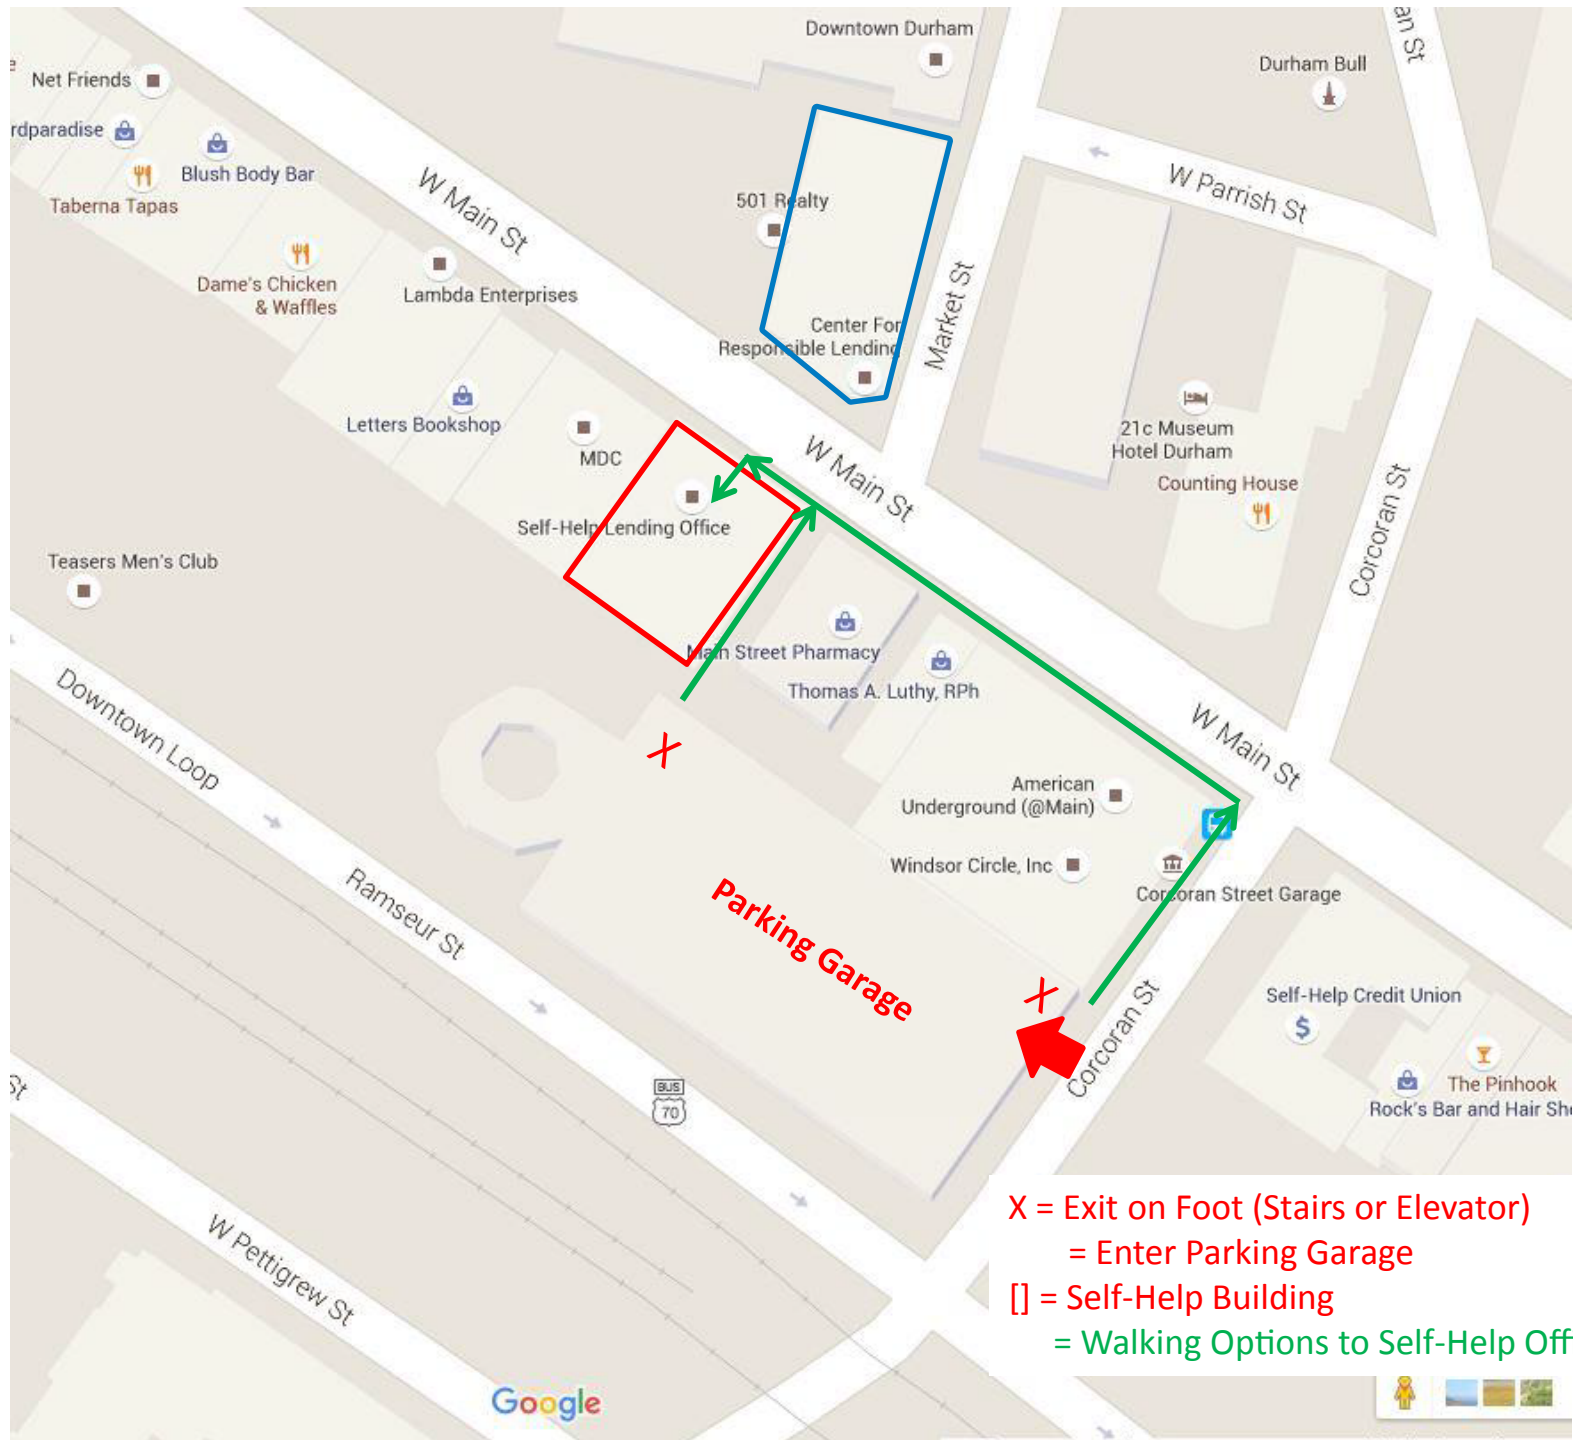 Downtown Durham
an St
Durham Bull
Net Friends
rdparadise
Blush Body Bar
Taberna Tapas
W Main St
501 Realty
W Parrish St
Dame's Chicken
& Waffles
Lambda Enterprises
Market St
Center For
Responsible Lending
Letters Bookshop
MDC
21c Museum
Hotel Durham
W Main St
Counting House
Corcoran St
Self-Help Lending Office
Teasers Men's Club
Main Street Pharmacy
Thomas A. Luthy, RPh
Downtown Loop
X
W Main St
American
Underground (@Main)
Windsor Circle, Inc
Corcoran Street Garage
Ramseur St
Parking Garage
X
Corcoran St
Self-Help Credit Union
$
The Pinhook
Rock's Bar and Hair Sho
BUS
70
St
W Pettigrew St
X = Exit on Foot (Stairs or Elevator)
= Enter Parking Garage
[] = Self-Help Building
= Walking Options to Self-Help Off
Google